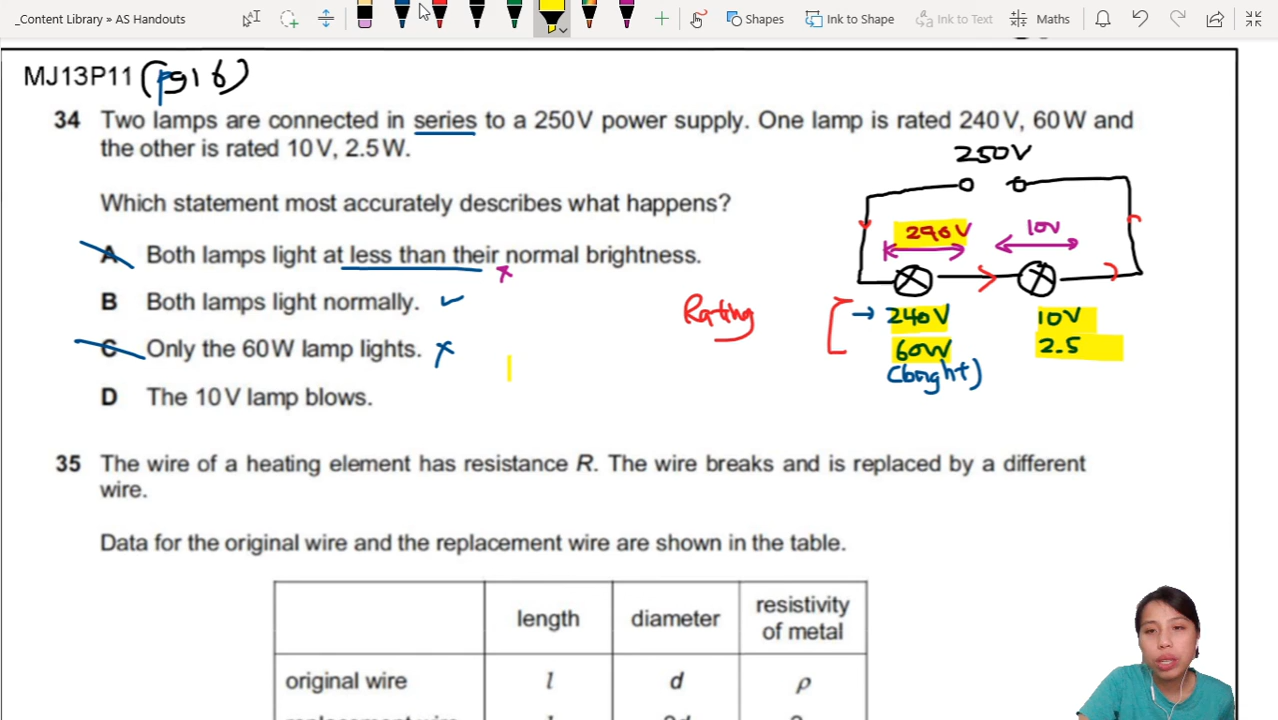 _Content Library » AS Handouts
Shapes
Ink to Shape
Ink to Text
Maths
MJ13P11 (pg16)
34 Two lamps are connected in series to a 250V power supply. One lamp is rated 240V, 60W and
the other is rated 10V, 2.5W.
250V
Which statement most accurately describes what happens?
240V
10V
A Both lamps light at less than their normal brightness.
B Both lamps light normally.
Rating
240V
10V
C Only the 60W lamp lights.
60W
2.5
(bright)
D The 10V lamp blows.
35 The wire of a heating element has resistance R. The wire breaks and is replaced by a different
wire.
Data for the original wire and the replacement wire are shown in the table.
length
diameter
resistivity
of metal
original wire
l
d
ρ